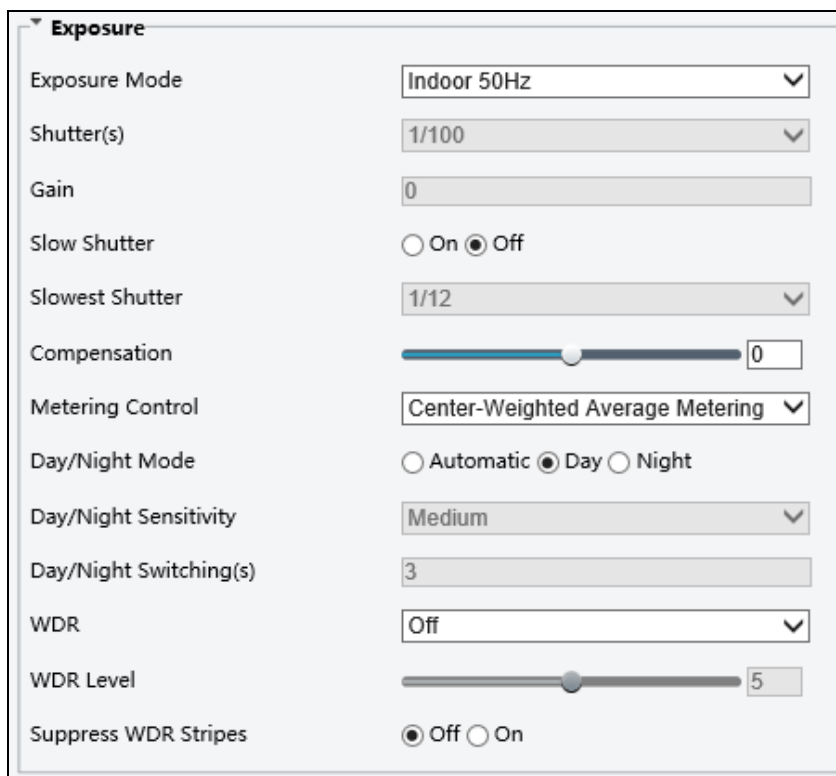 Exposure
Exposure Mode Indoor 50Hz
Shutter(s) 1/100
Gain 0
Slow Shutter On Off
Slowest Shutter 1/12
Compensation 0
Metering Control Center-Weighted Average Metering
Day/Night Mode Automatic Day Night
Day/Night Sensitivity Medium
Day/Night Switching(s) 3
WDR Off
WDR Level 5
Suppress WDR Stripes Off On